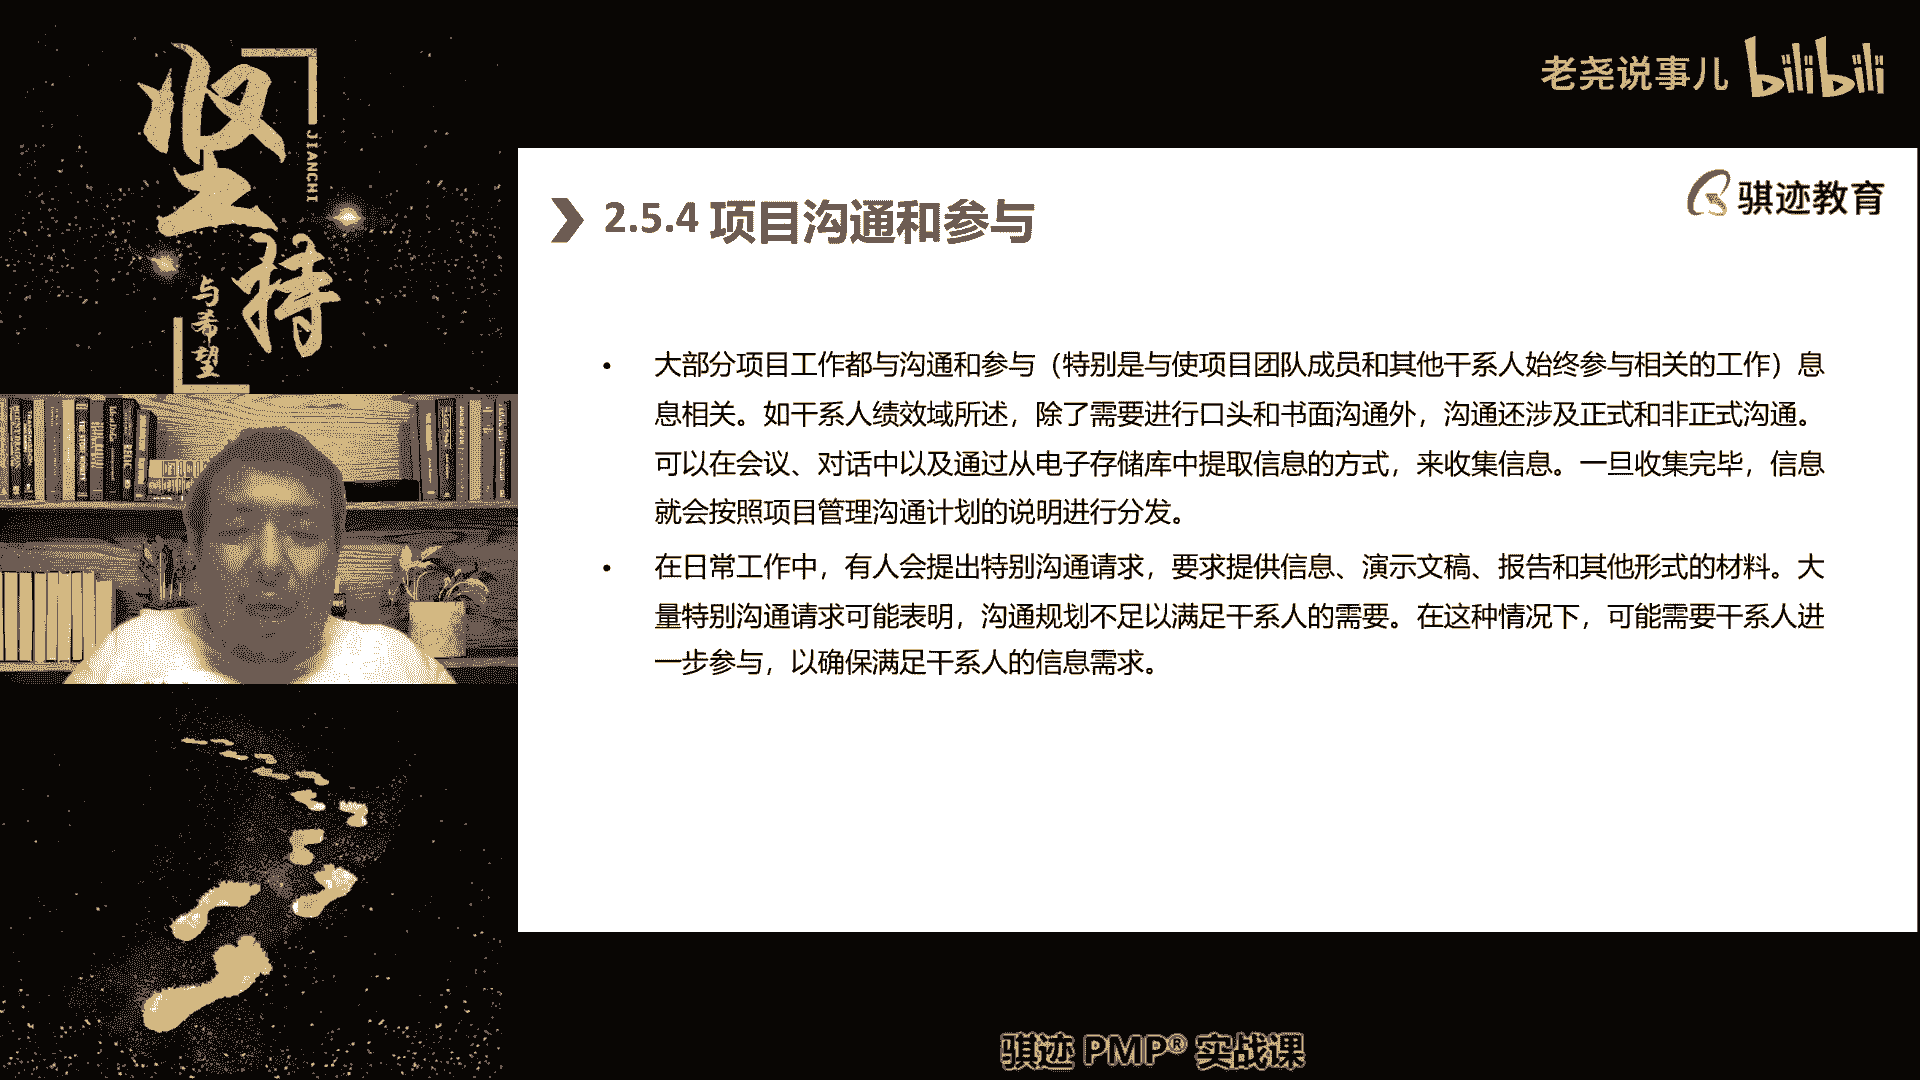 坚持
JIANCHI
与希望
老尧说事儿 bilibili
骐迹教育
2.5.4 项目沟通和参与
• 大部分项目工作都与沟通和参与（特别是与使项目团队成员和其他干系人始终参与相关的工作）息
息相关。如干系人绩效域所述，除了需要进行口头和书面沟通外，沟通还涉及正式和非正式沟通。
可以在会议、对话中以及通过从电子存储库中提取信息的方式，来收集信息。一旦收集完毕，信息
就会按照项目管理沟通计划的说明进行分发。
• 在日常工作中，有人会提出特别沟通请求，要求提供信息、演示文稿、报告和其他形式的材料。大
量特别沟通请求可能表明，沟通规划不足以满足干系人的需要。在这种情况下，可能需要干系人进
一步参与，以确保满足干系人的信息需求。
骐迹 PMP® 实战课